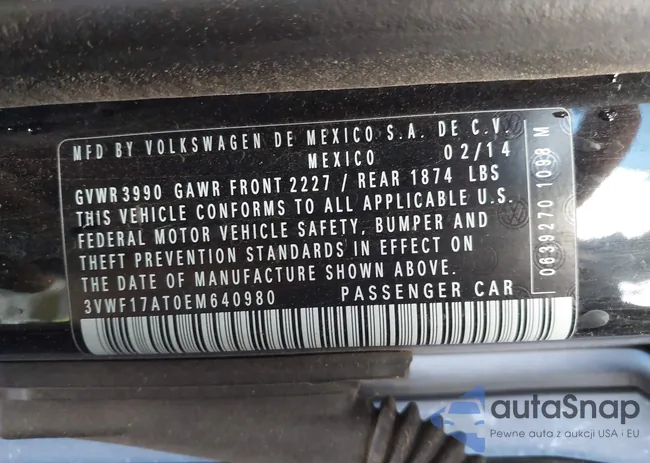 MFD BY VOLKSWAGEN DE MEXICO S.A. DE C.V.
MEXICO 02/14
GVWR 3990 GAWR FRONT 2227 / REAR 1874 LBS
THIS VEHICLE CONFORMS TO ALL APPLICABLE U.S.
FEDERAL MOTOR VEHICLE SAFETY, BUMPER AND
THEFT PREVENTION STANDARDS IN EFFECT ON
THE DATE OF MANUFACTURE SHOWN ABOVE.
3VWF17AT0EM640980 PASSENGER CAR
0639270 1098 M
autaSnap
Pewne auta z aukcji USA i EU